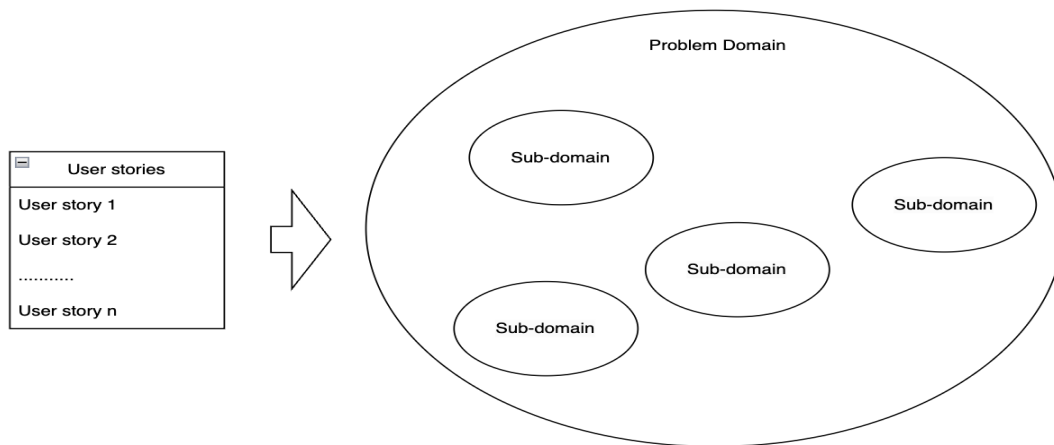 User stories
User story 1
User story 2
...........
User story n
Problem Domain
Sub-domain
Sub-domain
Sub-domain
Sub-domain